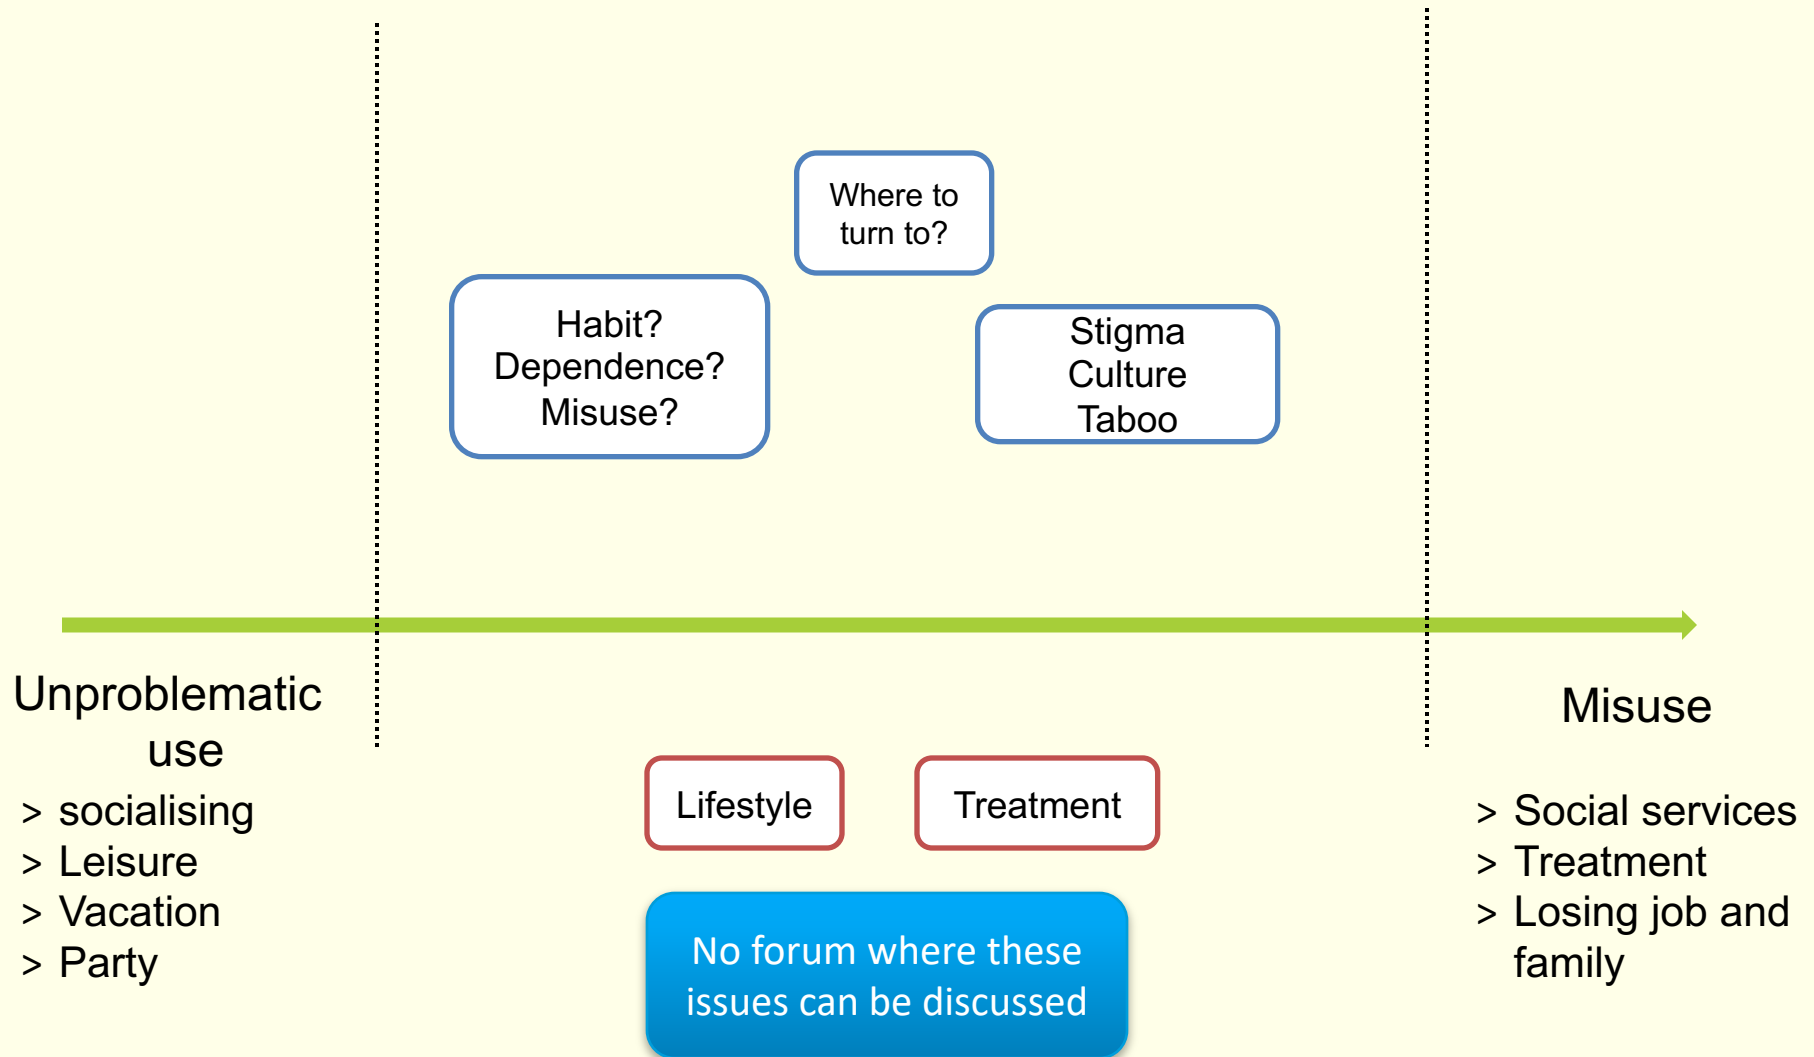 Where to
turn to?
Habit?
Dependence?
Misuse?
Stigma
Culture
Taboo
Unproblematic
use
> socialising
> Leisure
> Vacation
> Party
Lifestyle
Treatment
No forum where these
issues can be discussed
Misuse
> Social services
> Treatment
> Losing job and
family